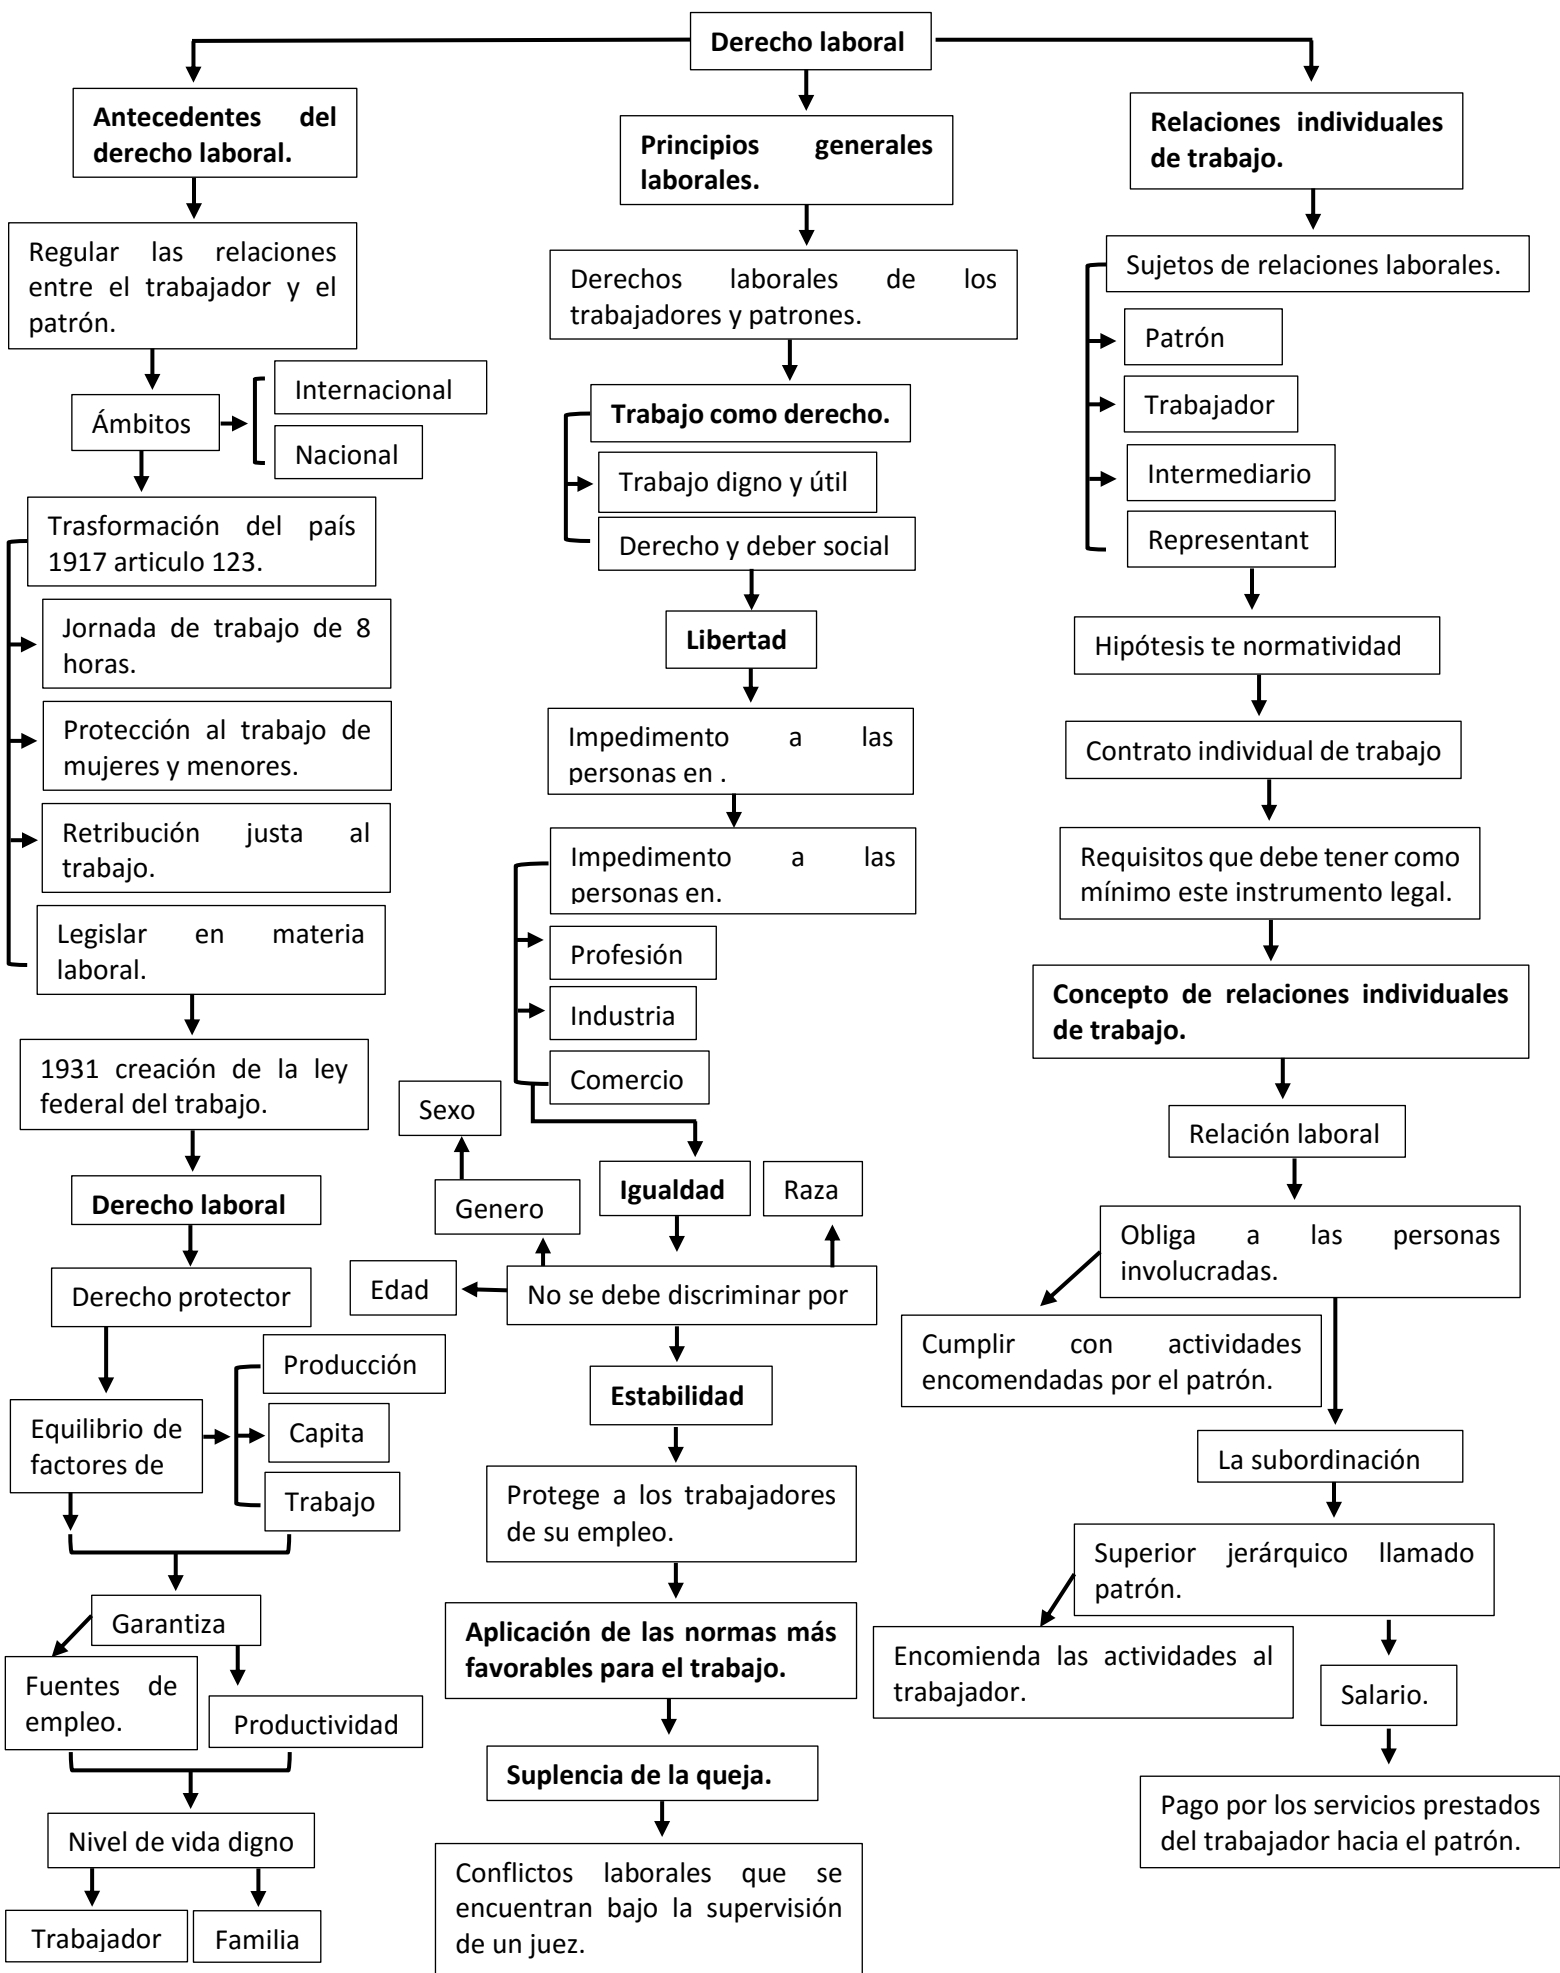 Derecho laboral
Antecedentes del
derecho laboral.
Regular las relaciones
entre el trabajador y el
patrón.
Ámbitos
Internacional
Nacional
Trasformación del país
1917 articulo 123.
Jornada de trabajo de 8
horas.
Protección al trabajo de
mujeres y menores.
Retribución justa al
trabajo.
Legislar en materia
laboral.
1931 creación de la ley
federal del trabajo.
Derecho laboral
Derecho protector
Equilibrio de
factores de
Producción
Capita
Trabajo
Garantiza
Fuentes de
empleo.
Productividad
Nivel de vida digno
Trabajador
Familia
Principios generales
laborales.
Derechos laborales de los
trabajadores y patrones.
Trabajo como derecho.
Trabajo digno y útil
Derecho y deber social
Libertad
Impedimento a las
personas en .
Impedimento a las
personas en.
Profesión
Industria
Comercio
Igualdad
No se debe discriminar por
Sexo
Genero
Edad
Raza
Estabilidad
Protege a los trabajadores
de su empleo.
Aplicación de las normas más
favorables para el trabajo.
Suplencia de la queja.
Conflictos laborales que se
encuentran bajo la supervisión
de un juez.
Relaciones individuales
de trabajo.
Sujetos de relaciones laborales.
Patrón
Trabajador
Intermediario
Representant
Hipótesis te normatividad
Contrato individual de trabajo
Requisitos que debe tener como
mínimo este instrumento legal.
Concepto de relaciones individuales
de trabajo.
Relación laboral
Obliga a las personas
involucradas.
Cumplir con actividades
encomendadas por el patrón.
La subordinación
Superior jerárquico llamado
patrón.
Encomienda las actividades al
trabajador.
Salario.
Pago por los servicios prestados
del trabajador hacia el patrón.